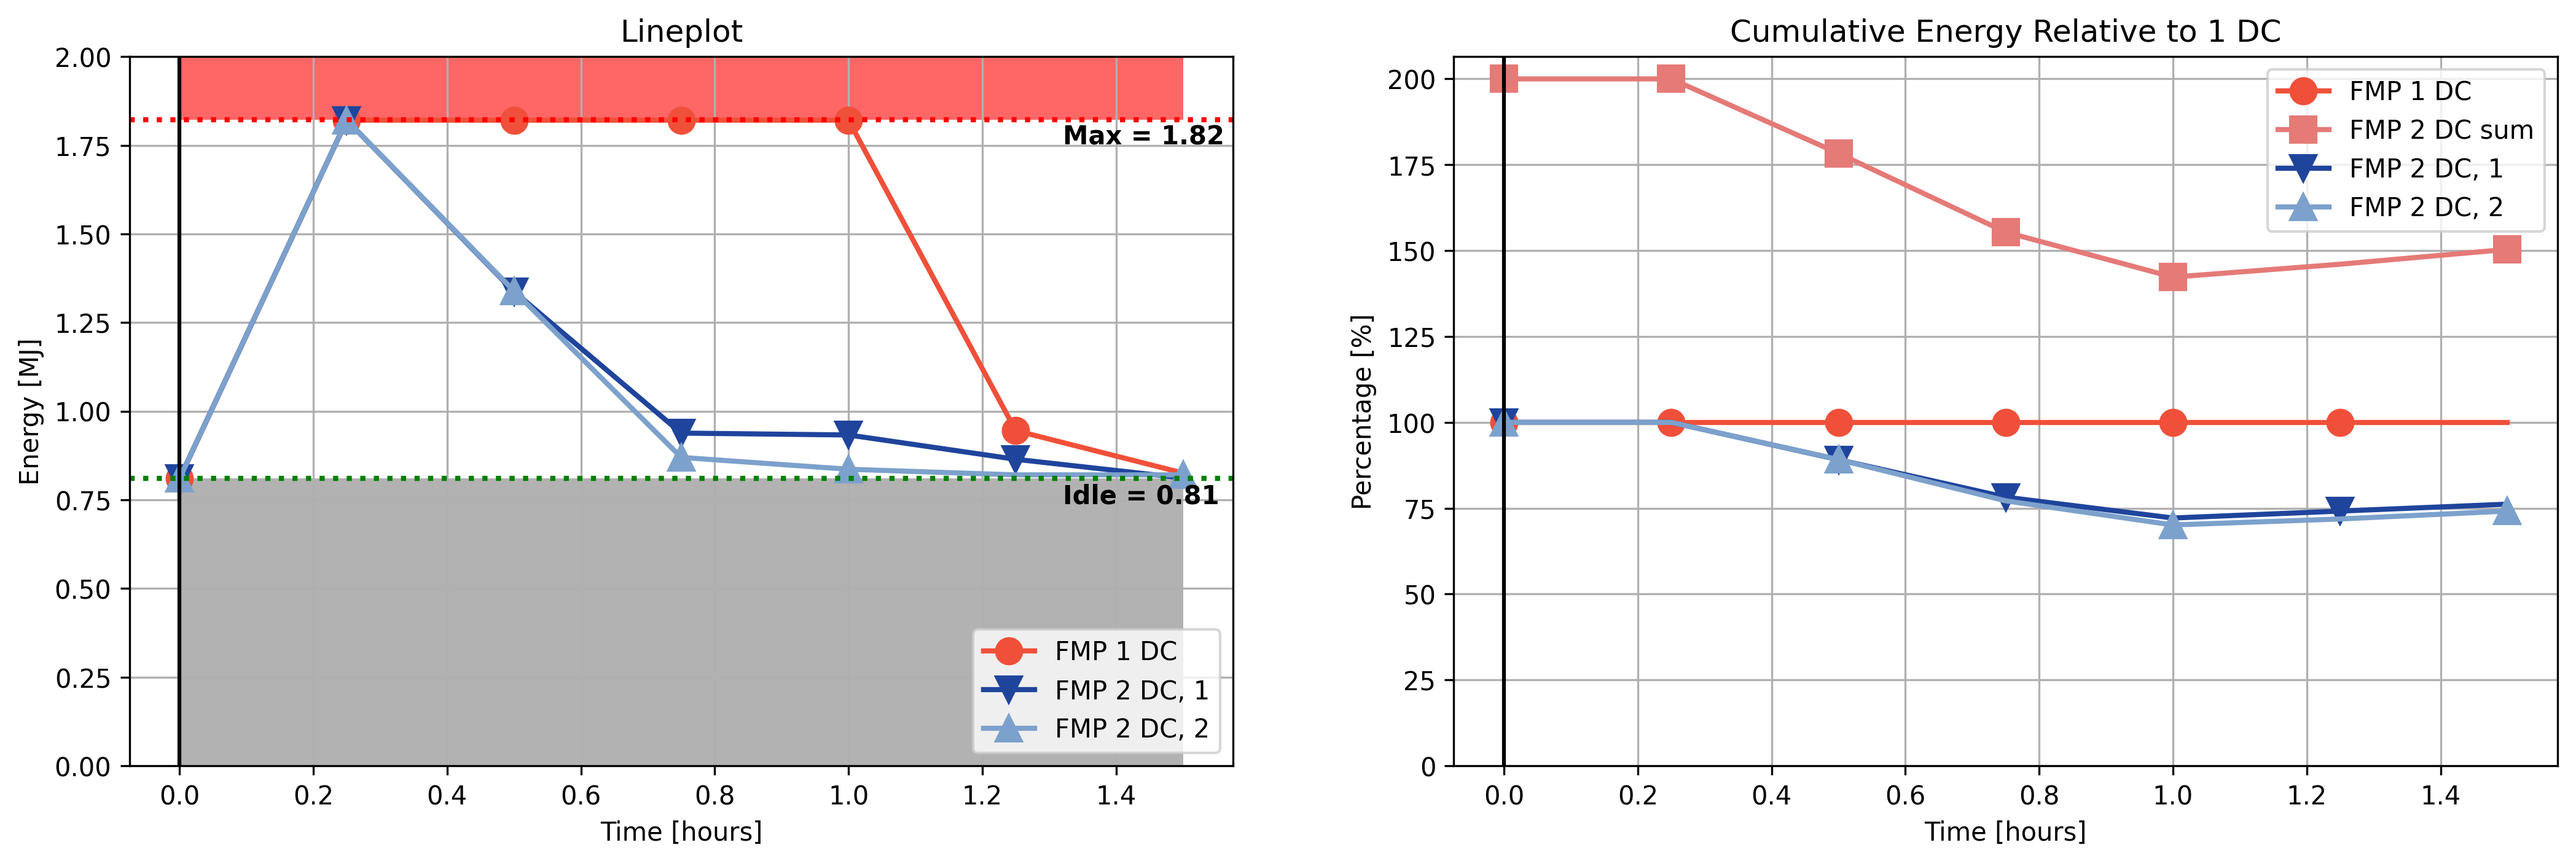 Lineplot
2.00
1.75
1.50
1.25
1.00
0.75
0.50
0.25
0.00
Energy [MJ]
Max = 1.82
Idle = 0.81
FMP 1 DC
FMP 2 DC, 1
FMP 2 DC, 2
0.0 0.2 0.4 0.6 0.8 1.0 1.2 1.4
Time [hours]
Cumulative Energy Relative to 1 DC
200
175
150
125
100
75
50
25
0
Percentage [%]
FMP 1 DC
FMP 2 DC sum
FMP 2 DC, 1
FMP 2 DC, 2
0.0 0.2 0.4 0.6 0.8 1.0 1.2 1.4
Time [hours]